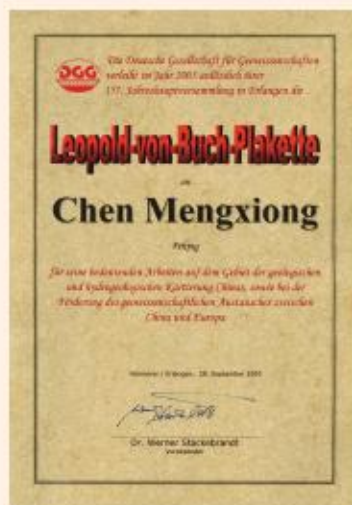 DGG
Die Deutsche Gesellschaft für Geowissenschaften
verleiht im Jahr 2005 anläßlich ihrer
157. Jahreshauptversammlung in Erlangen die
Leopold-von-Buch-Plakette
an
Chen Mengxiong
Peking
für seine bedeutenden Arbeiten auf dem Gebiet der geologischen
und hydrogeologischen Kartierung Chinas, sowie bei der
Förderung des geowissenschaftlichen Austausches zwischen
China und Europa
Hannover / Erlangen, September 2005
Dr. Werner Stackebrandt
Vorsitzender